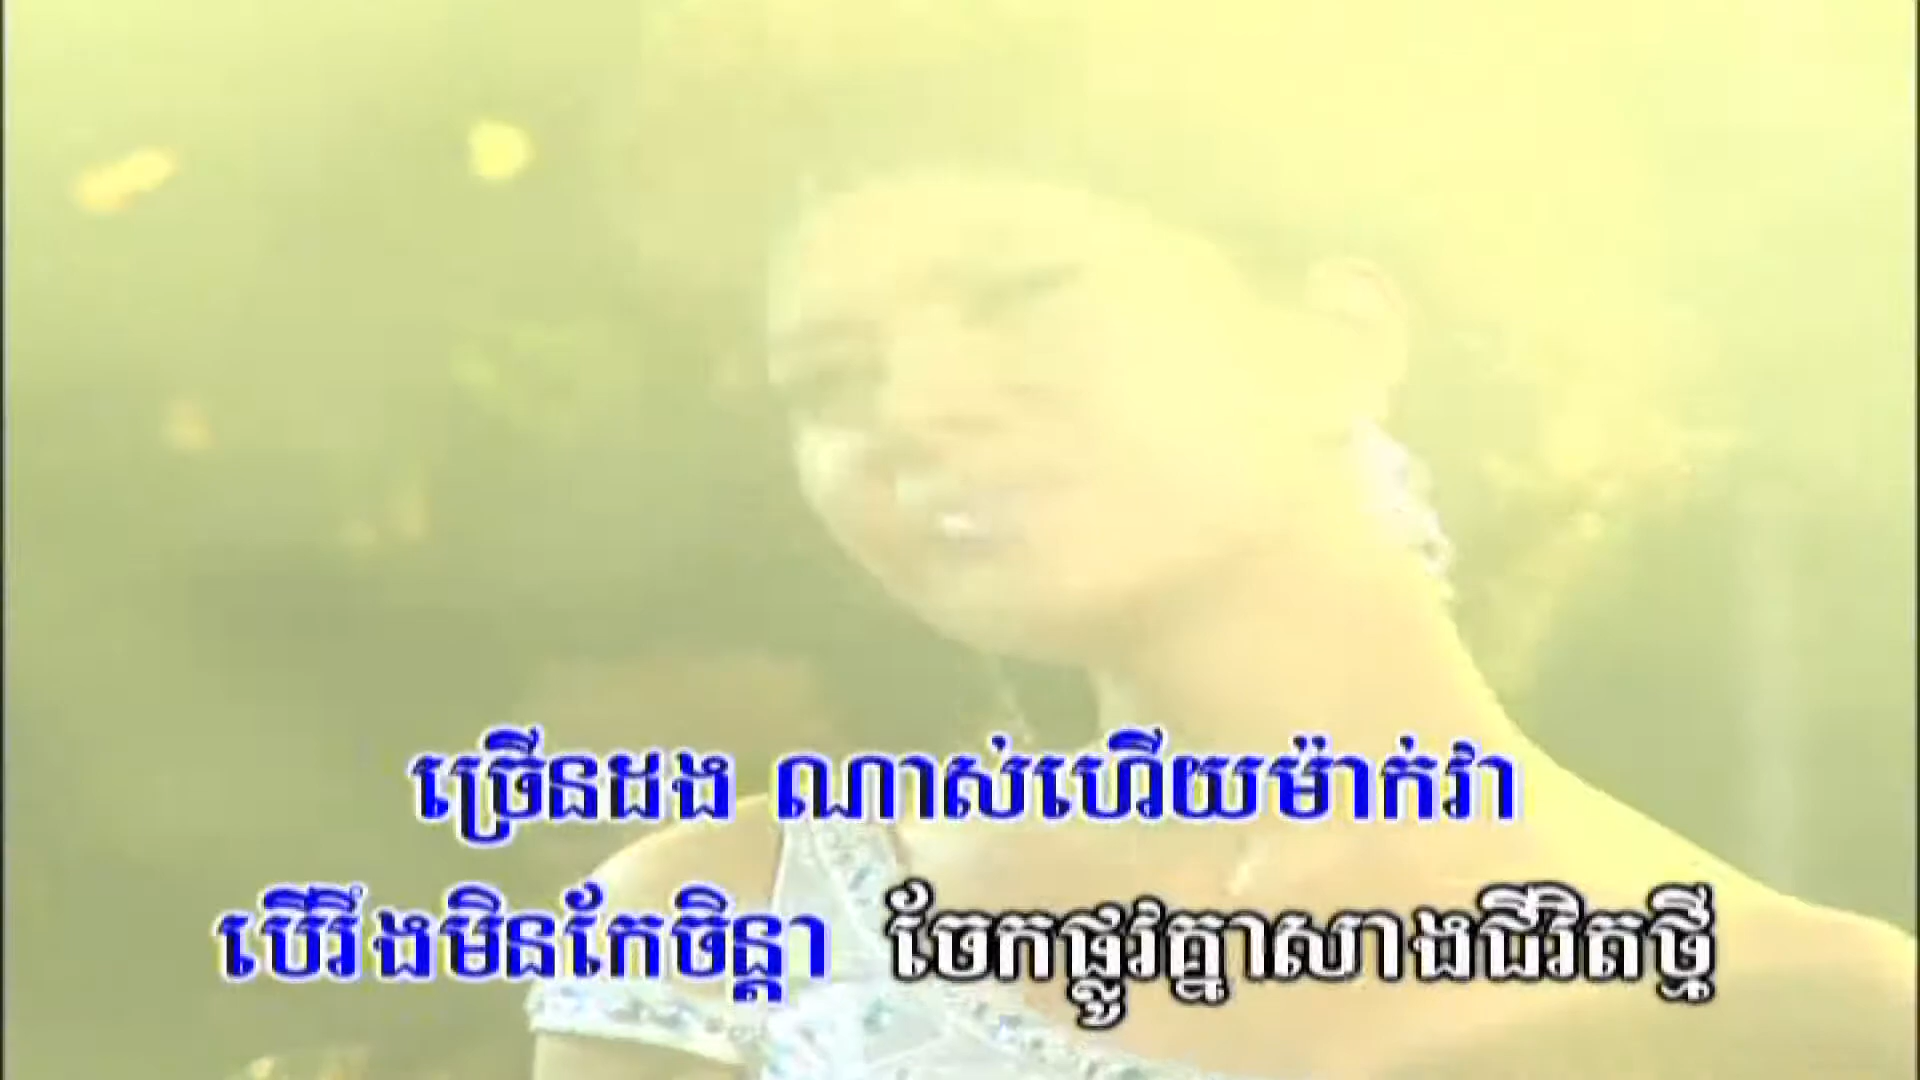 ច្រើនដង ណាស់ហើយម៉ាក់វា
បើរឹងមិនកែចិន្តា ចែកផ្លូវគ្នាសាងជីវិតថ្មី